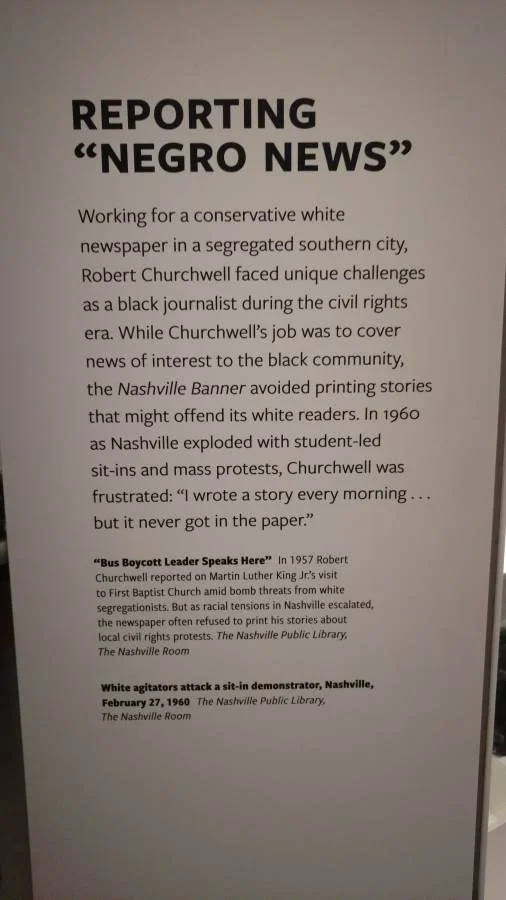 REPORTING
“NEGRO NEWS”
Working for a conservative white
newspaper in a segregated southern city,
Robert Churchwell faced unique challenges
as a black journalist during the civil rights
era. While Churchwell’s job was to cover
news of interest to the black community,
the Nashville Banner avoided printing stories
that might offend its white readers. In 1960
as Nashville exploded with student-led
sit-ins and mass protests, Churchwell was
frustrated: “I wrote a story every morning . . .
but it never got in the paper.”
“Bus Boycott Leader Speaks Here” In 1957 Robert
Churchwell reported on Martin Luther King Jr.’s visit
to First Baptist Church amid bomb threats from white
segregationists. But as racial tensions in Nashville escalated,
the newspaper often refused to print his stories about
local civil rights protests. The Nashville Public Library,
The Nashville Room
White agitators attack a sit-in demonstrator, Nashville,
February 27, 1960 The Nashville Public Library,
The Nashville Room